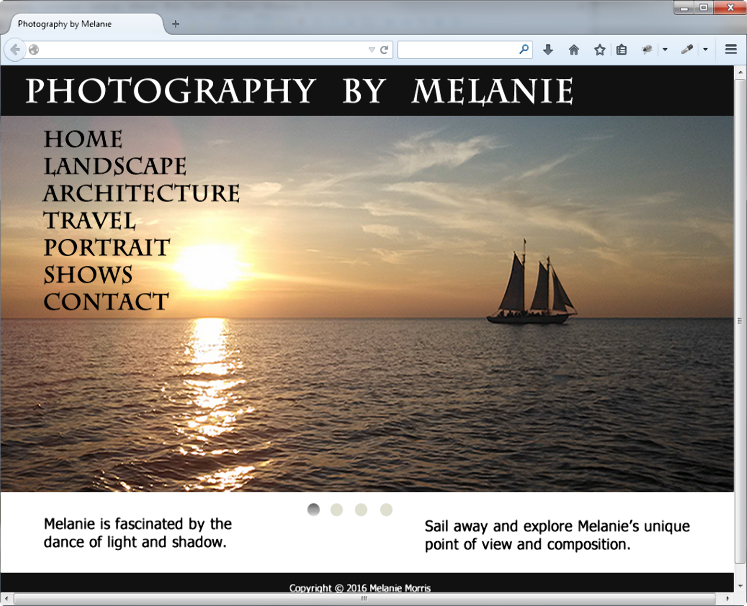 Photography by Melanie
PHOTOGRAPHY BY MELANIE
HOME
LANDSCAPE
ARCHITECTURE
TRAVEL
PORTRAIT
SHOWS
CONTACT
Melanie is fascinated by the
dance of light and shadow.
Sail away and explore Melanie's unique
point of view and composition.
Copyright © 2016 Melanie Morris